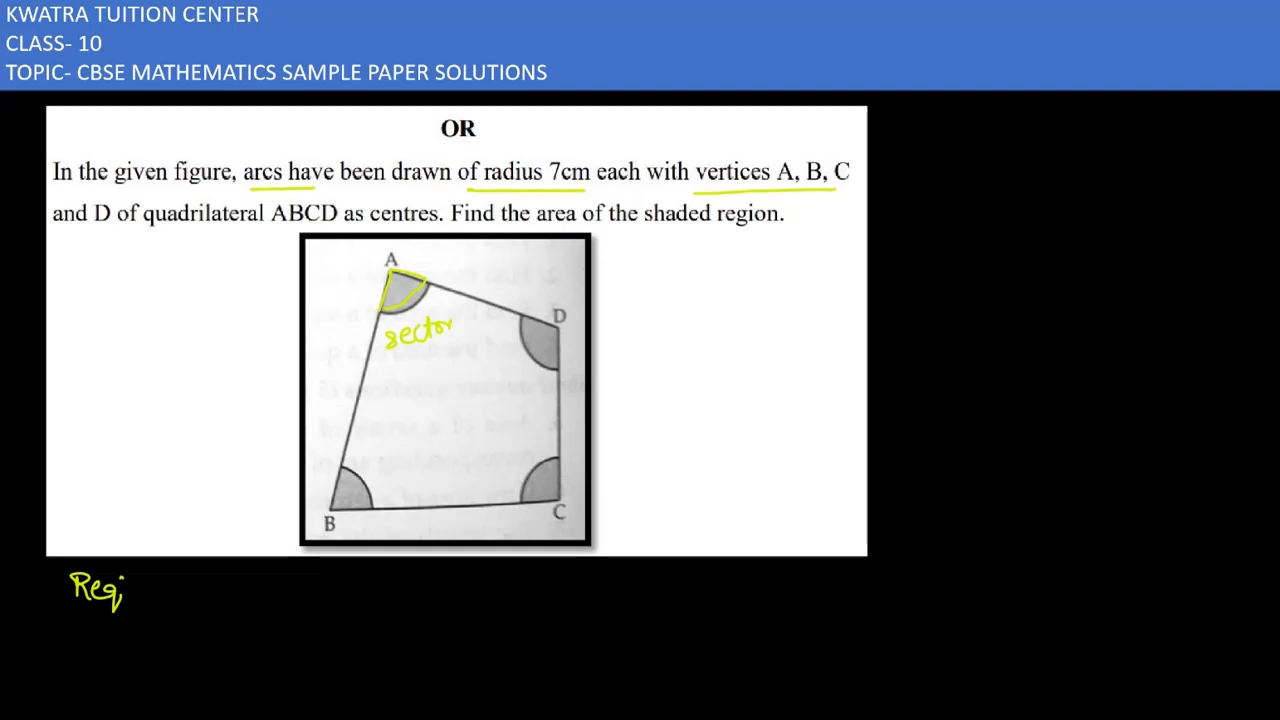 KWATRA TUITION CENTER
CLASS- 10
TOPIC- CBSE MATHEMATICS SAMPLE PAPER SOLUTIONS
OR
In the given figure, arcs have been drawn of radius 7cm each with vertices A, B, C
and D of quadrilateral ABCD as centres. Find the area of the shaded region.
A
D
sector
B
C
Req